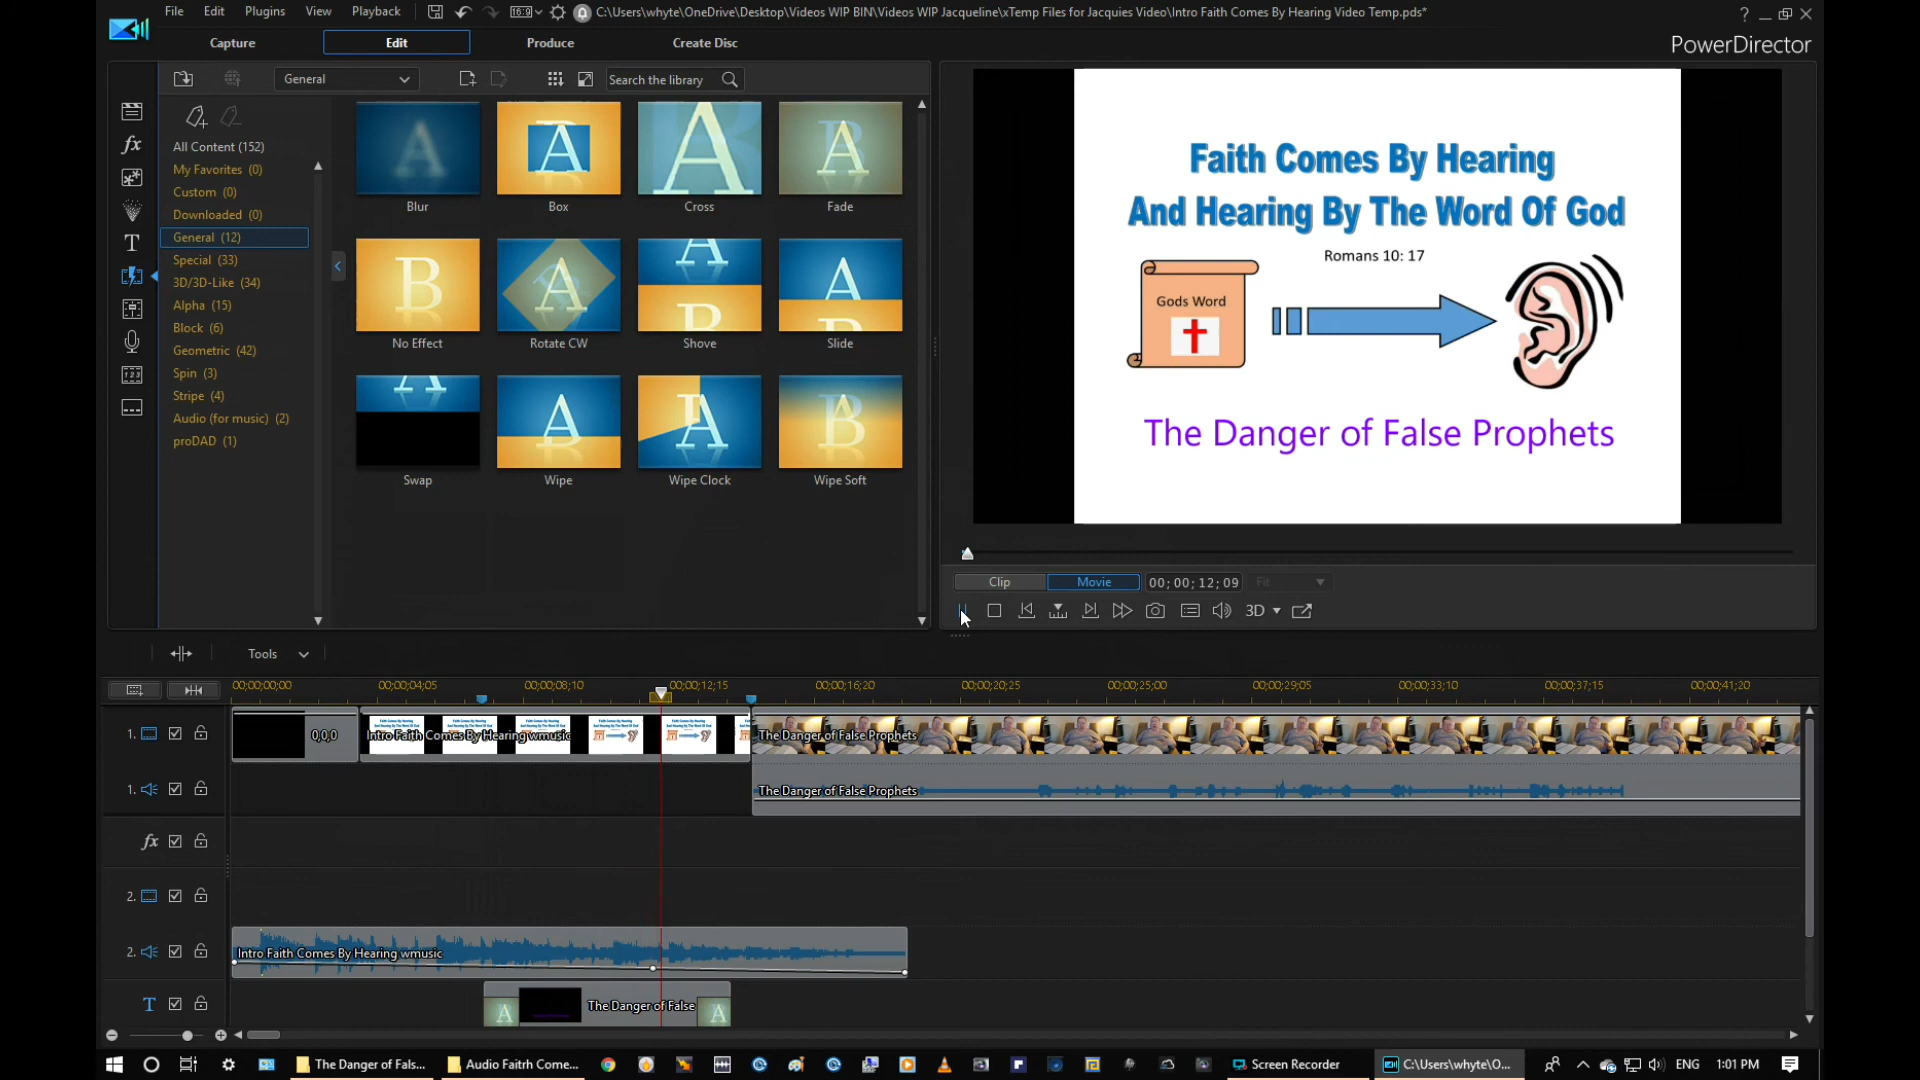 File Edit Plugins View Playback 16:9 C:\Users\whyte\OneDrive\Desktop\Videos WIP BIN\Videos WIP Jacqueline\xTemp Files for Jacquies Video\Intro Faith Comes By Hearing Video Temp.pds* ?
Capture Edit Produce Create Disc PowerDirector
General Search the library
All Content (152)
My Favorites (0)
Custom (0)
Downloaded (0)
General (12)
Special (33)
3D/3D-Like (34)
Alpha (15)
Block (6)
Geometric (42)
Spin (3)
Stripe (4)
Audio (for music) (2)
proDAD (1)
Blur Box Cross Fade
No Effect Rotate CW Shove Slide
Swap Wipe Wipe Clock Wipe Soft
Faith Comes By Hearing
And Hearing By The Word Of God
Romans 10: 17
Gods Word
The Danger of False Prophets
Clip Movie 00;00;12;09 Fit
3D
Tools
00;00;00;00 00;00;04;05 00;00;08;10 00;00;12;15 00;00;16;20 00;00;20;25 00;00;25;00 00;00;29;05 00;00;33;10 00;00;37;15 00;00;41;20
1. 0,0,0 Intro Faith Comes By Hearing wmusic The Danger of False Prophets
1. The Danger of False Prophets
fx
2.
2. Intro Faith Comes By Hearing wmusic
T The Danger of False
The Danger of Fals... Audio Faitrh Come... Screen Recorder C:\Users\whyte\O... ENG 1:01 PM